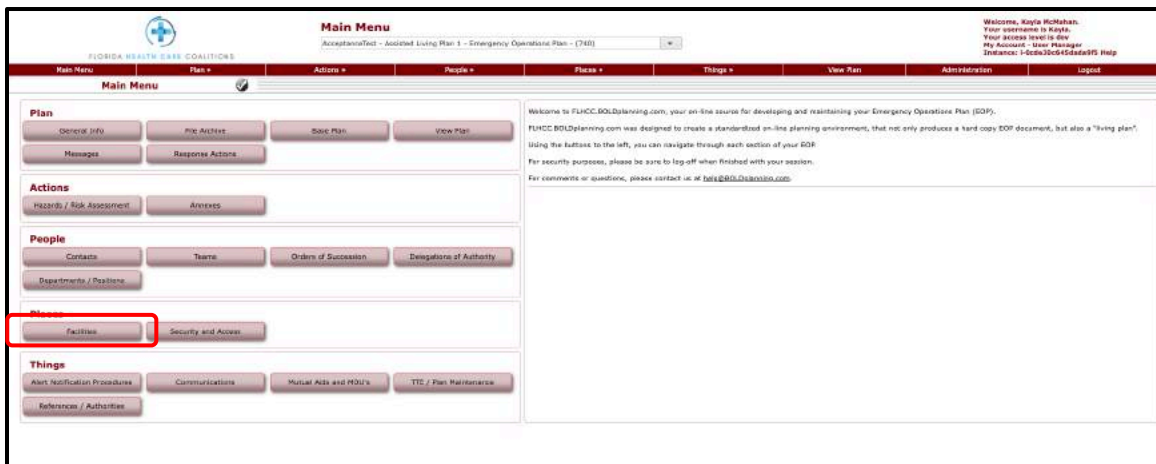 FLORIDA HEALTH CARE COALITIONS
Main Menu
AcceptanceTest - Assisted Living Plan 1 - Emergency Operations Plan - (740)
Welcome, Kayla McMahan.
Your username is Kayla.
Your access level is dev
My Account - User Manager
Instance: Help
Main Menu
Plan
Actions
People
Places
Things
View Plan
Administration
Logout
Main Menu
Plan
General Info
File Archive
Base Plan
View Plan
Messages
Response Actions
Actions
Hazards / Risk Assessment
Annexes
People
Contacts
Teams
Orders of Succession
Delegations of Authority
Departments / Positions
Places
Facilities
Security and Access
Things
Alert Notification Procedures
Communications
Mutual Aids and MOU's
TTE / Plan Maintenance
References / Authorities
Welcome to FLHCC.BOLDplanning.com, your on-line source for developing and maintaining your Emergency Operations Plan (EOP).
FLHCC.BOLDplanning.com was designed to create a standardized on-line planning environment, that not only produces a hard copy EOP document, but also a "living plan".
Using the buttons to the left, you can navigate through each section of your EOP.
For security purposes, please be sure to log-off when finished with your session.
For comments or questions, please contact us at help@BOLDplanning.com.